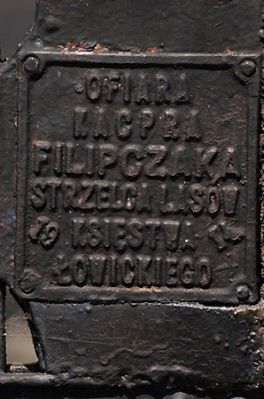 OFIARA
KACPRA
FILIPCZAKA
STRZELCA LASÓW
KSIĘSTWA
ŁOWICKIEGO